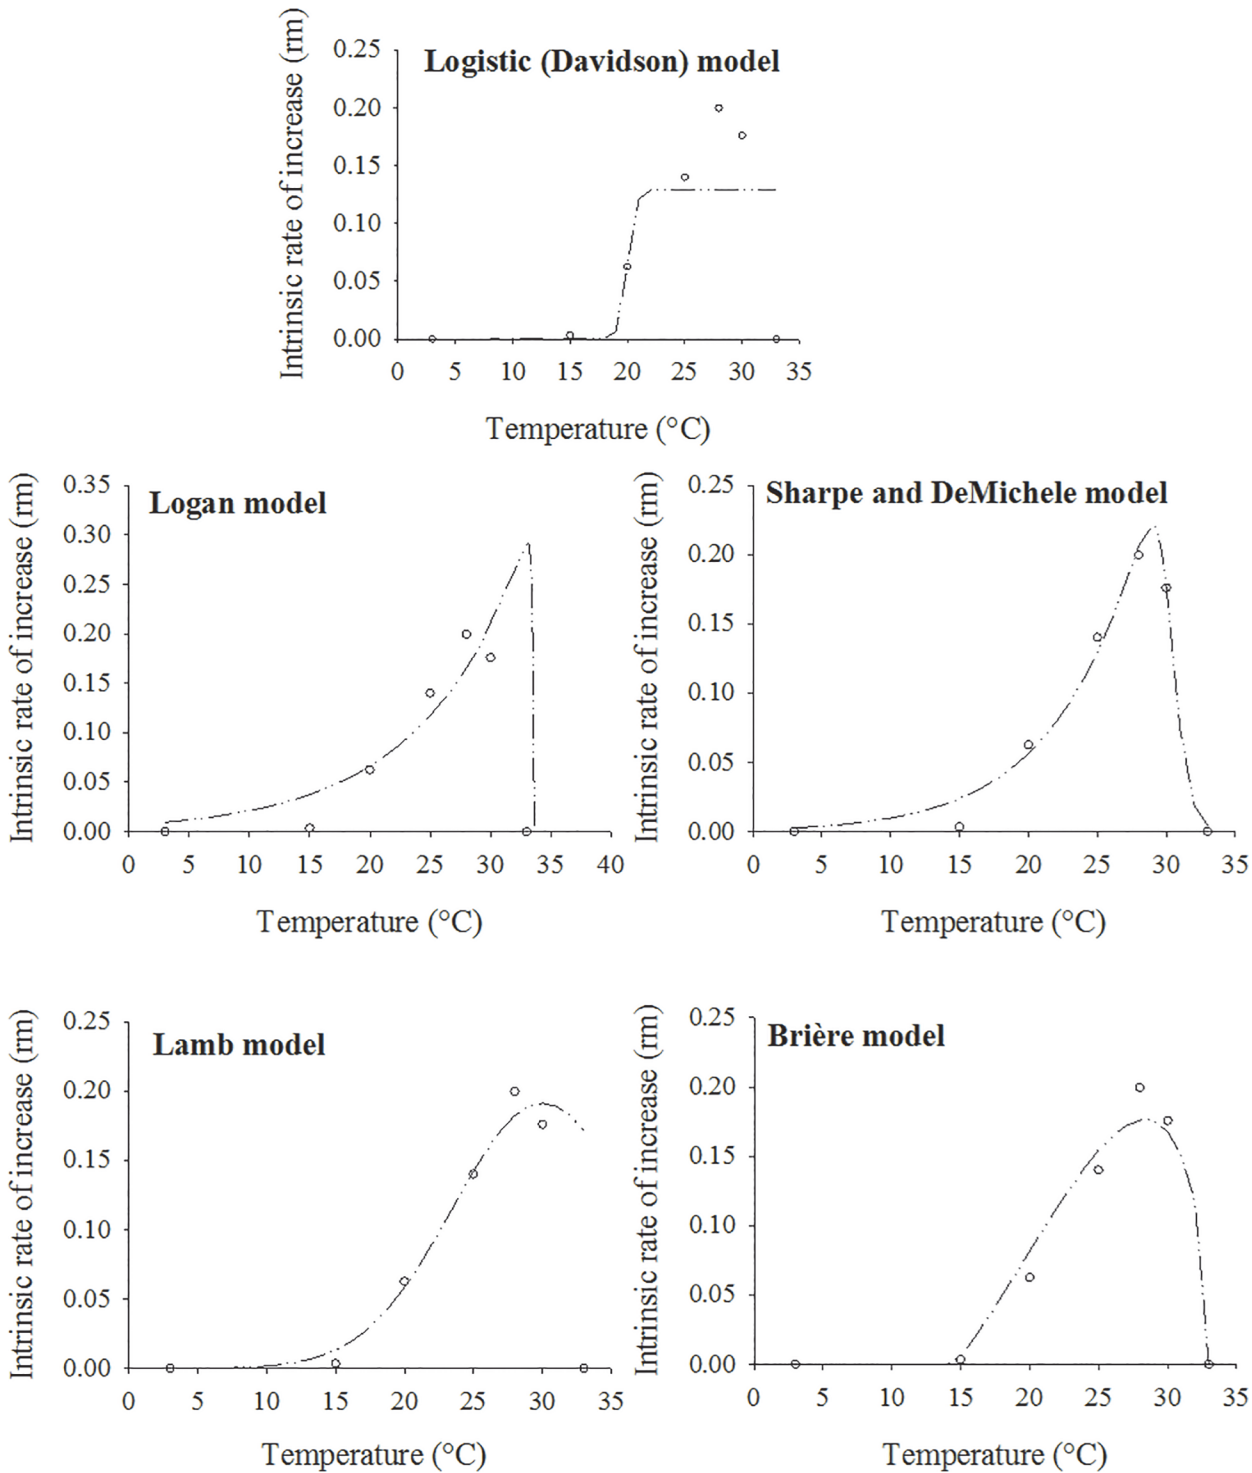 Logistic (Davidson) model
Intrinsic rate of increase (rm)
0.25
0.20
0.15
0.10
0.05
0.00
0 5 10 15 20 25 30 35
Temperature (°C)
Logan model
Intrinsic rate of increase (rm)
0.35
0.30
0.25
0.20
0.15
0.10
0.05
0.00
0 5 10 15 20 25 30 35 40
Temperature (°C)
Sharpe and DeMichele model
Intrinsic rate of increase (rm)
0.25
0.20
0.15
0.10
0.05
0.00
0 5 10 15 20 25 30 35
Temperature (°C)
Lamb model
Intrinsic rate of increase (rm)
0.25
0.20
0.15
0.10
0.05
0.00
0 5 10 15 20 25 30 35
Temperature (°C)
Brière model
Intrinsic rate of increase (rm)
0.25
0.20
0.15
0.10
0.05
0.00
0 5 10 15 20 25 30 35
Temperature (°C)